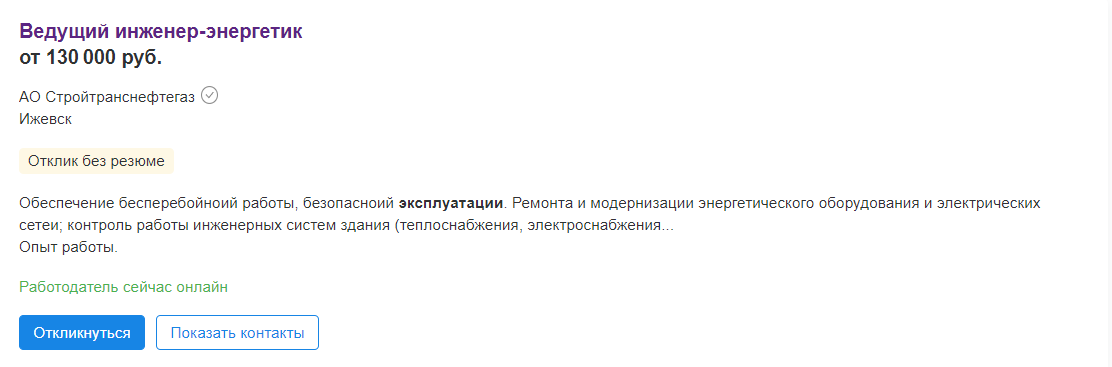 Ведущий инженер-энергетик
от 130 000 руб.
АО Стройтранснефтегаз
Ижевск
Отклик без резюме
Обеспечение бесперебойноий работы, безопасноий эксплуатации. Ремонта и модернизации энергетического оборудования и электрических
сетеи; контроль работы инженерных систем здания (теплоснабжения, электроснабжения...
Опыт работы.
Работодатель сейчас онлайн
Откликнуться Показать контакты